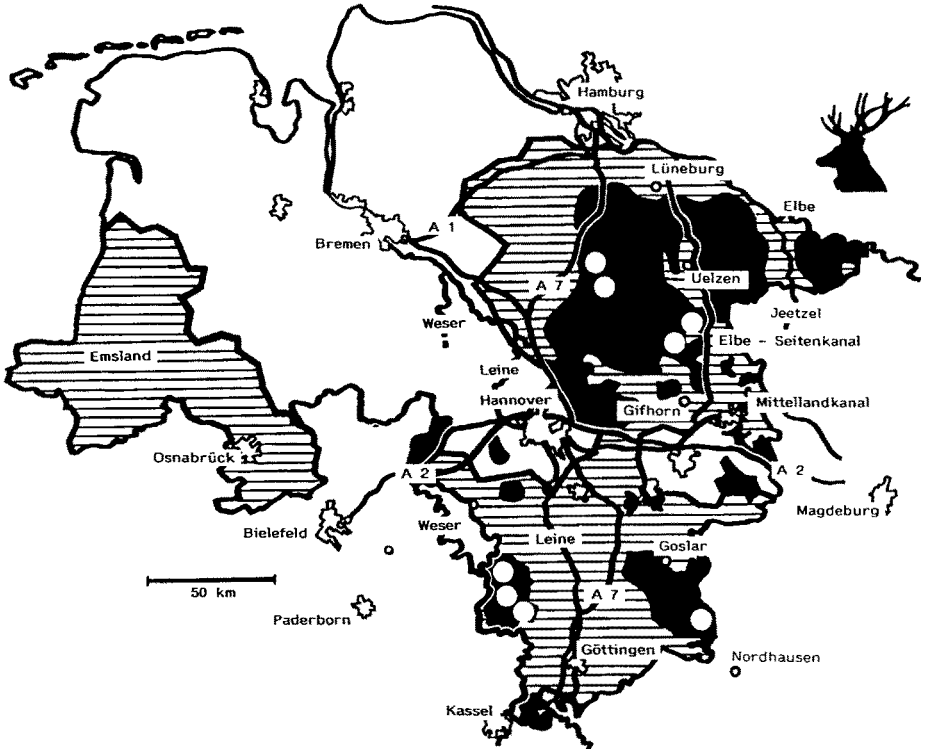 Hamburg
Lüneburg
Elbe
A 1
Bremen
A 7
Uelzen
Jeetzel
Weser
Elbe - Seitenkanal
Emsland
Leine
Hannover
Gifhorn
Mittellandkanal
Osnabrück
A 2
A 2
Magdeburg
Bielefeld
Weser
Leine
Goslar
50 km
A 7
Paderborn
Göttingen
Nordhausen
Kassel